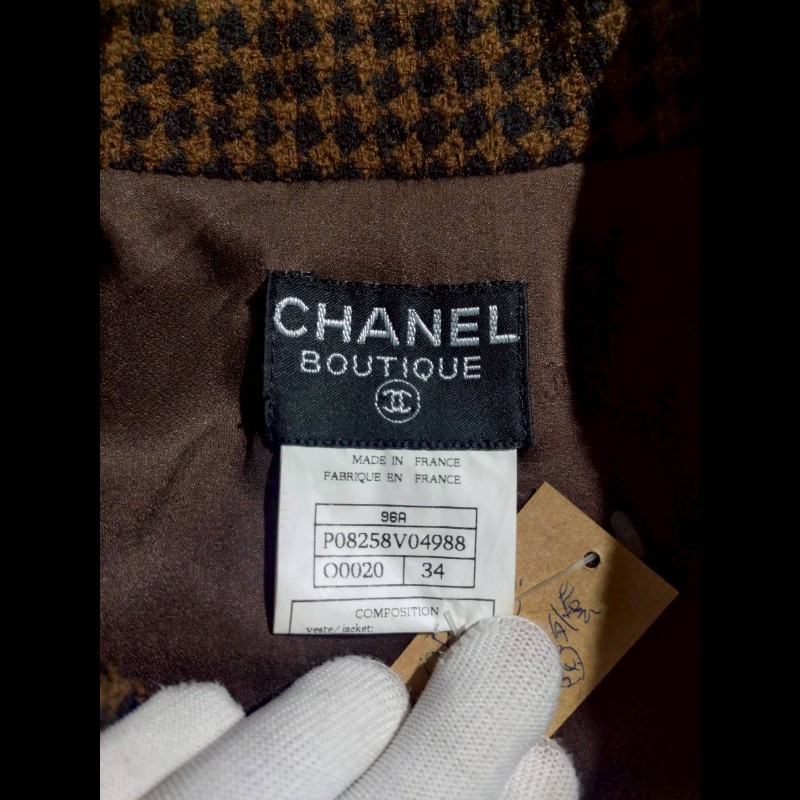 CHANEL
BOUTIQUE
MADE IN FRANCE
FABRIQUE EN FRANCE
96A
P08258V04988
O0020 34
COMPOSITION
veste/jacket: